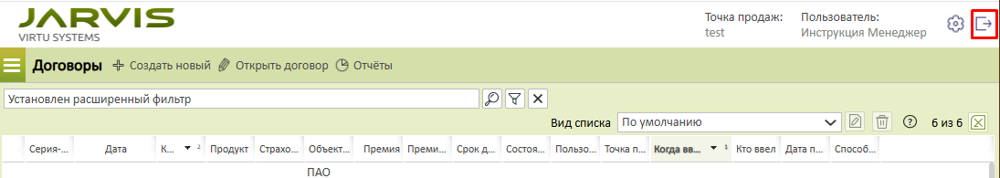 JARVIS
VIRTU SYSTEMS
Точка продаж:
test
Пользователь:
Инструкция Менеджер
Договоры Создать новый Открыть договор Отчёты
Установлен расширенный фильтр
Вид списка По умолчанию ? 6 из 6
Серия-... Дата К... 2 Продукт Страхо... Объект... Премия Преми... Срок д... Состоя... Пользо... Точка п... Когда вв... 1 Кто ввел Дата п... Способ...
ПАО